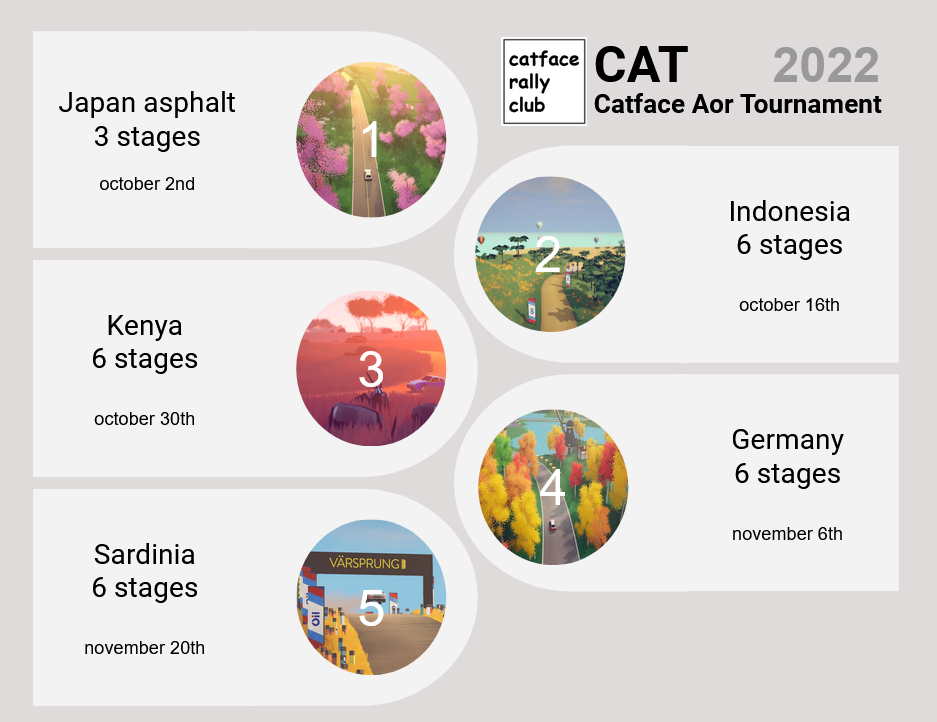 catface
rally
club
CAT 2022
Catface Aor Tournament
Japan asphalt
3 stages
october 2nd
1
Indonesia
6 stages
october 16th
2
Kenya
6 stages
october 30th
3
Germany
6 stages
november 6th
4
Sardinia
6 stages
november 20th
5
VÄRSPRUNG
Oil